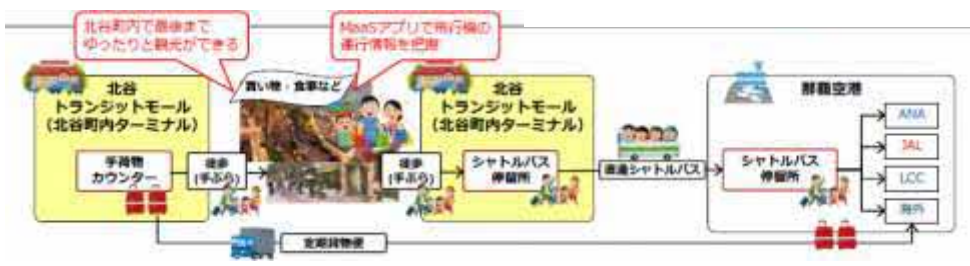 北谷町内で最後まで
ゆったりと観光ができる
MaaSアプリで飛行機の
運行情報を把握
北谷
トランジットモール
(北谷町内ターミナル)
買い物・食事など
北谷
トランジットモール
(北谷町内ターミナル)
那覇空港
手荷物
カウンター
徒歩
(手ぶら)
徒歩
(手ぶら)
シャトルバス
停留所
直通シャトルバス
シャトルバス
停留所
ANA
JAL
LCC
海外
定期貨物便